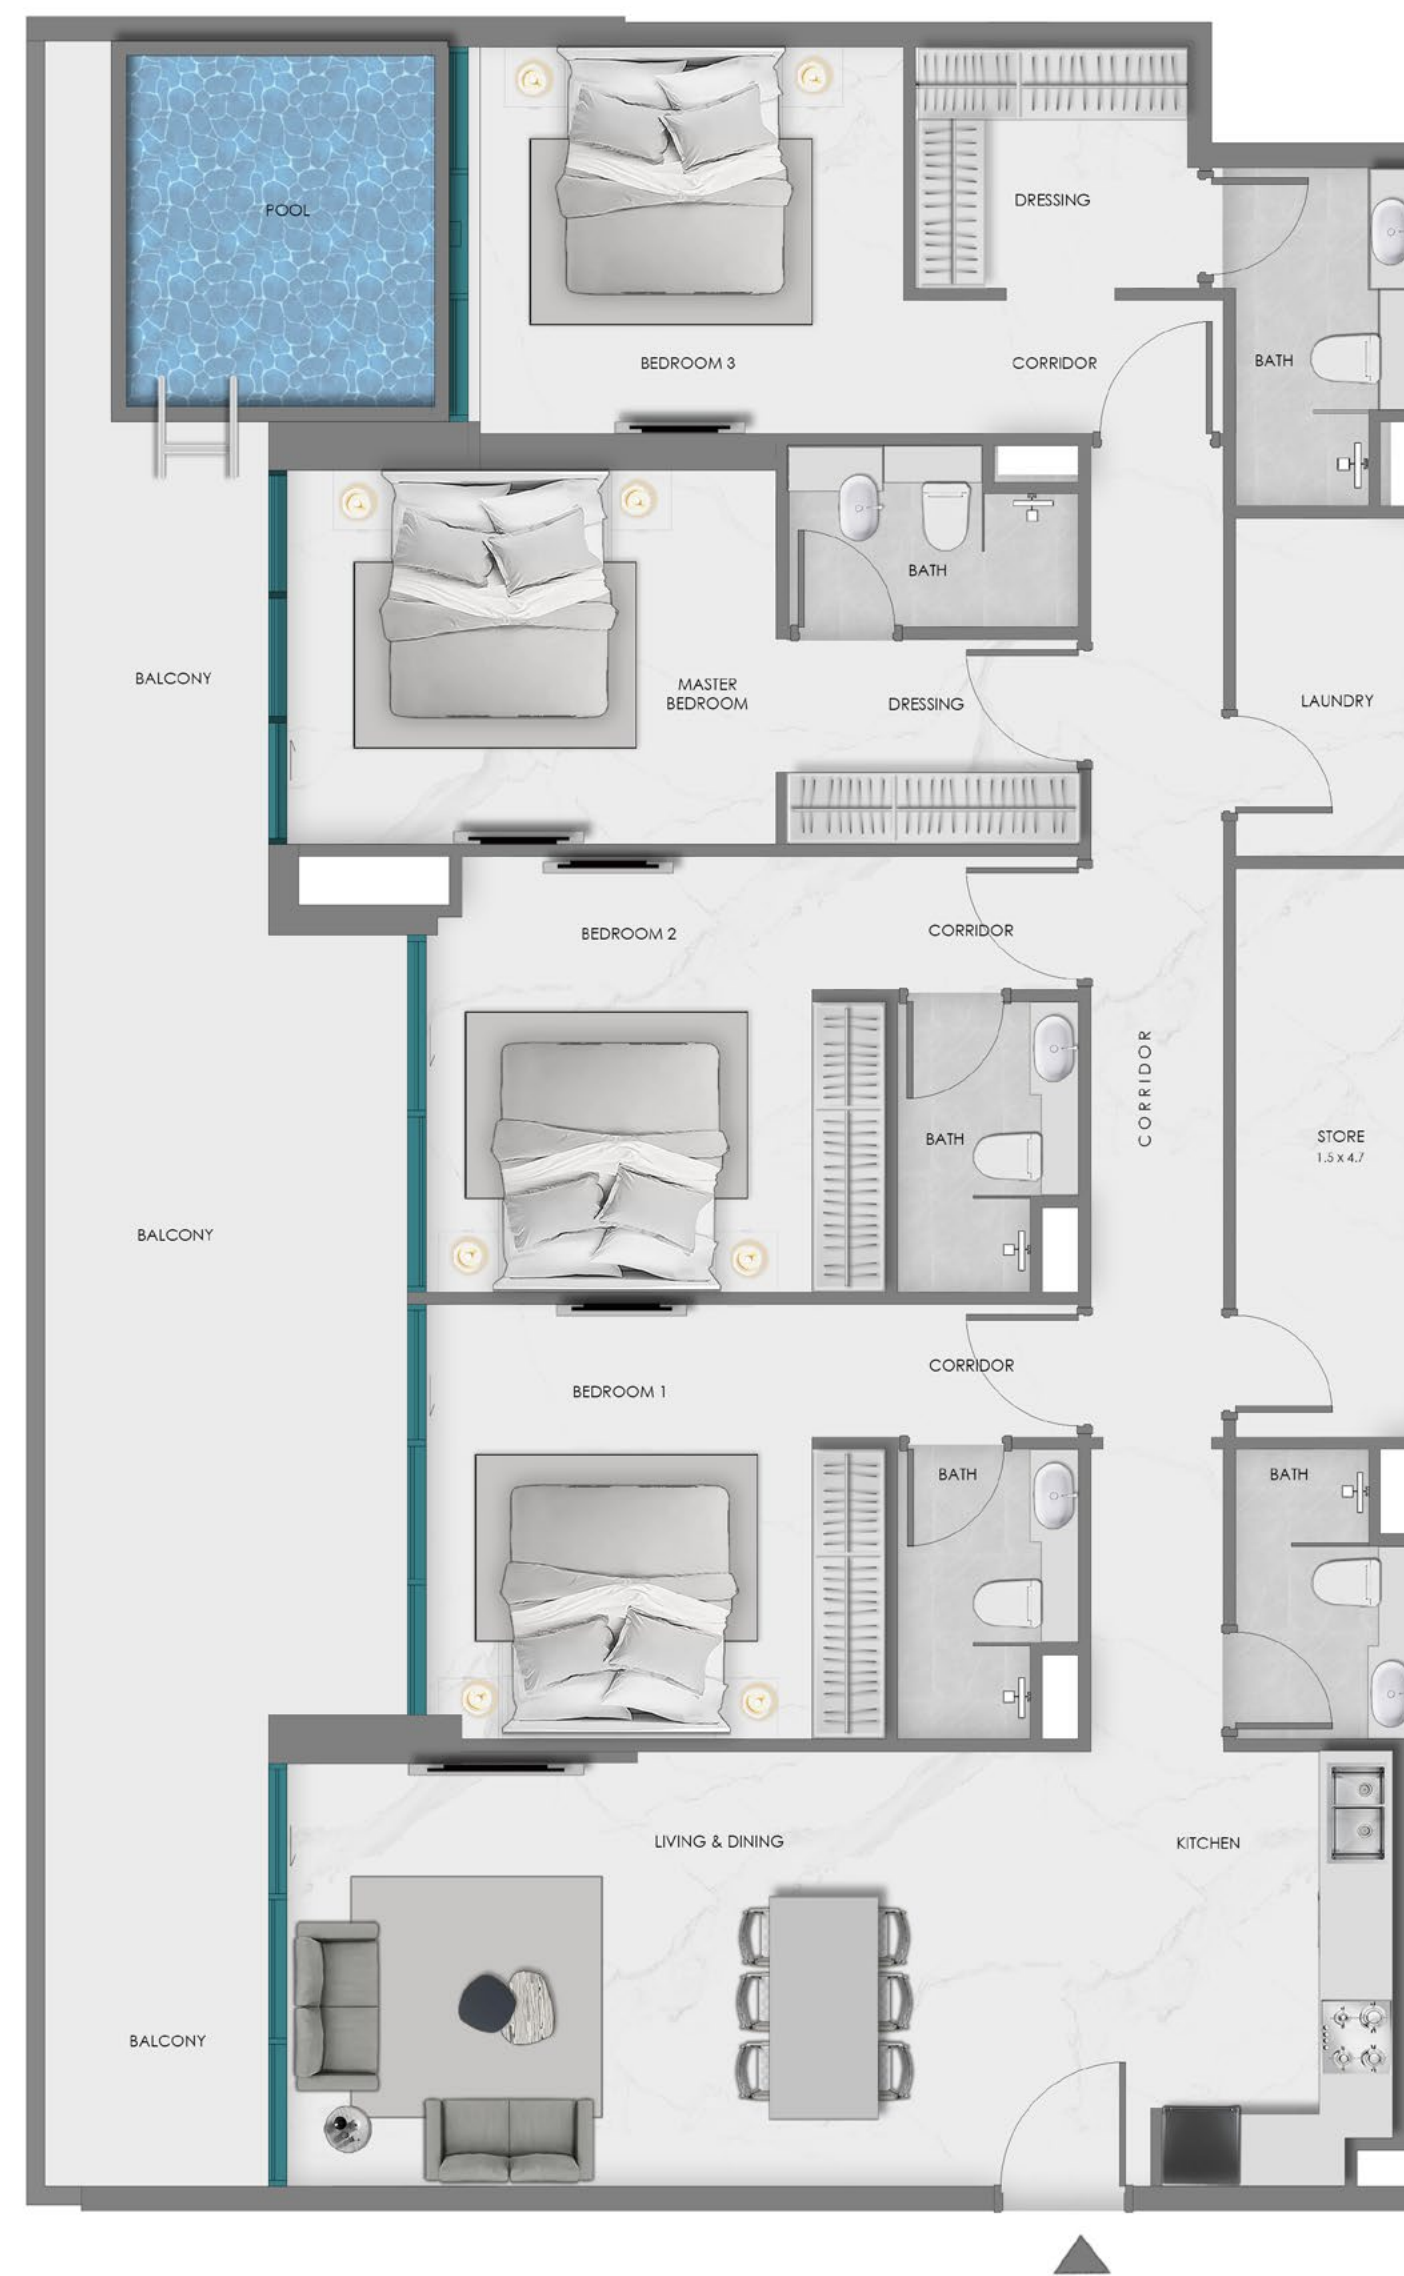 POOL
DRESSING
BEDROOM 3
CORRIDOR
BATH
BATH
BALCONY
MASTER
BEDROOM
DRESSING
LAUNDRY
BEDROOM 2
CORRIDOR
CORRIDOR
BATH
STORE
1.5 x 4.7
BALCONY
CORRIDOR
BEDROOM 1
BATH
BATH
LIVING & DINING
KITCHEN
BALCONY